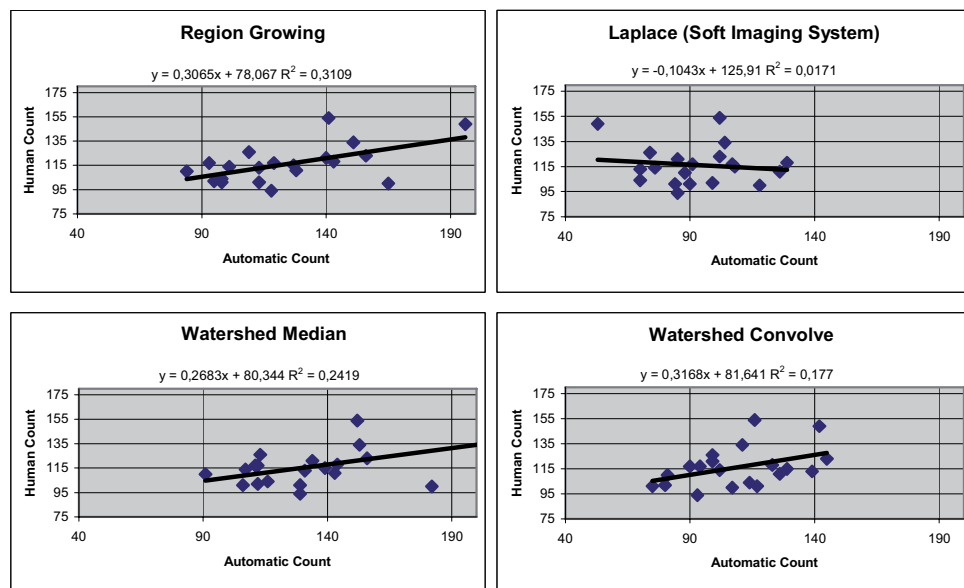 Region Growing
y = 0,3065x + 78,067 R² = 0,3109
Human Count
175
155
135
115
95
75
40 90 140 190
Automatic Count
Laplace (Soft Imaging System)
y = -0,1043x + 125,91 R² = 0,0171
Human Count
175
155
135
115
95
75
40 90 140 190
Automatic Count
Watershed Median
y = 0,2683x + 80,344 R² = 0,2419
Human Count
175
155
135
115
95
75
40 90 140 190
Automatic Count
Watershed Convolve
y = 0,3168x + 81,641 R² = 0,177
Human Count
175
155
135
115
95
75
40 90 140 190
Automatic Count